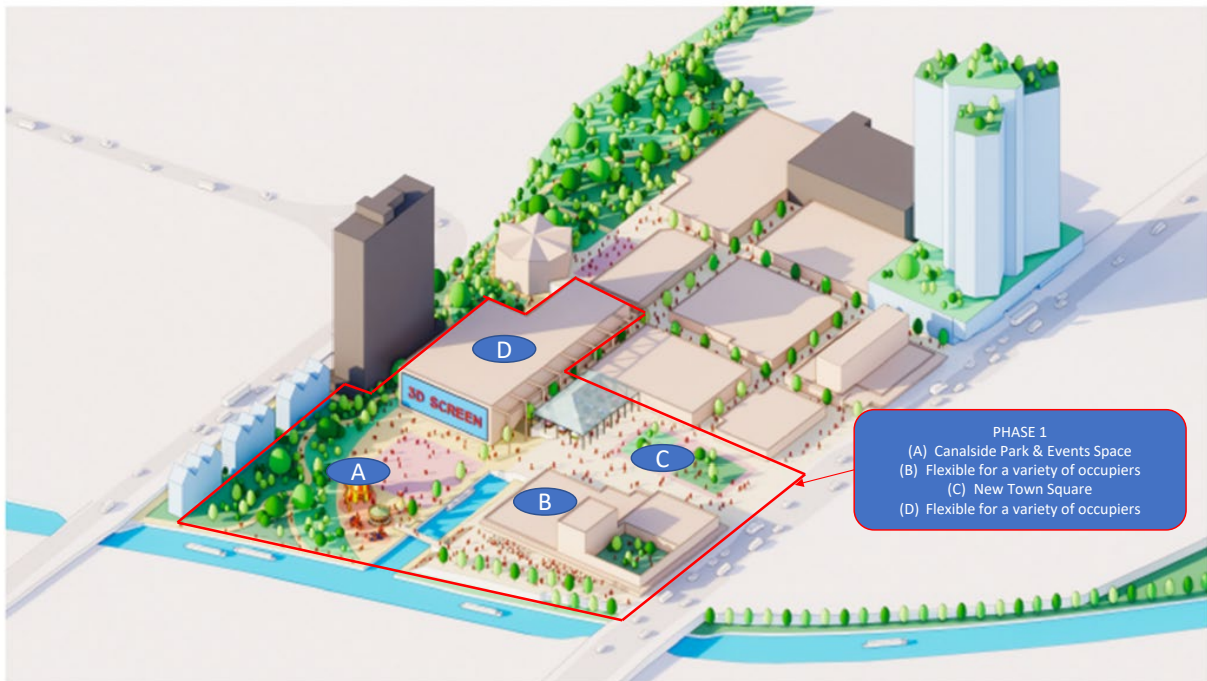 D
3D SCREEN
A
C
B
PHASE 1
(A) Canalside Park & Events Space
(B) Flexible for a variety of occupiers
(C) New Town Square
(D) Flexible for a variety of occupiers